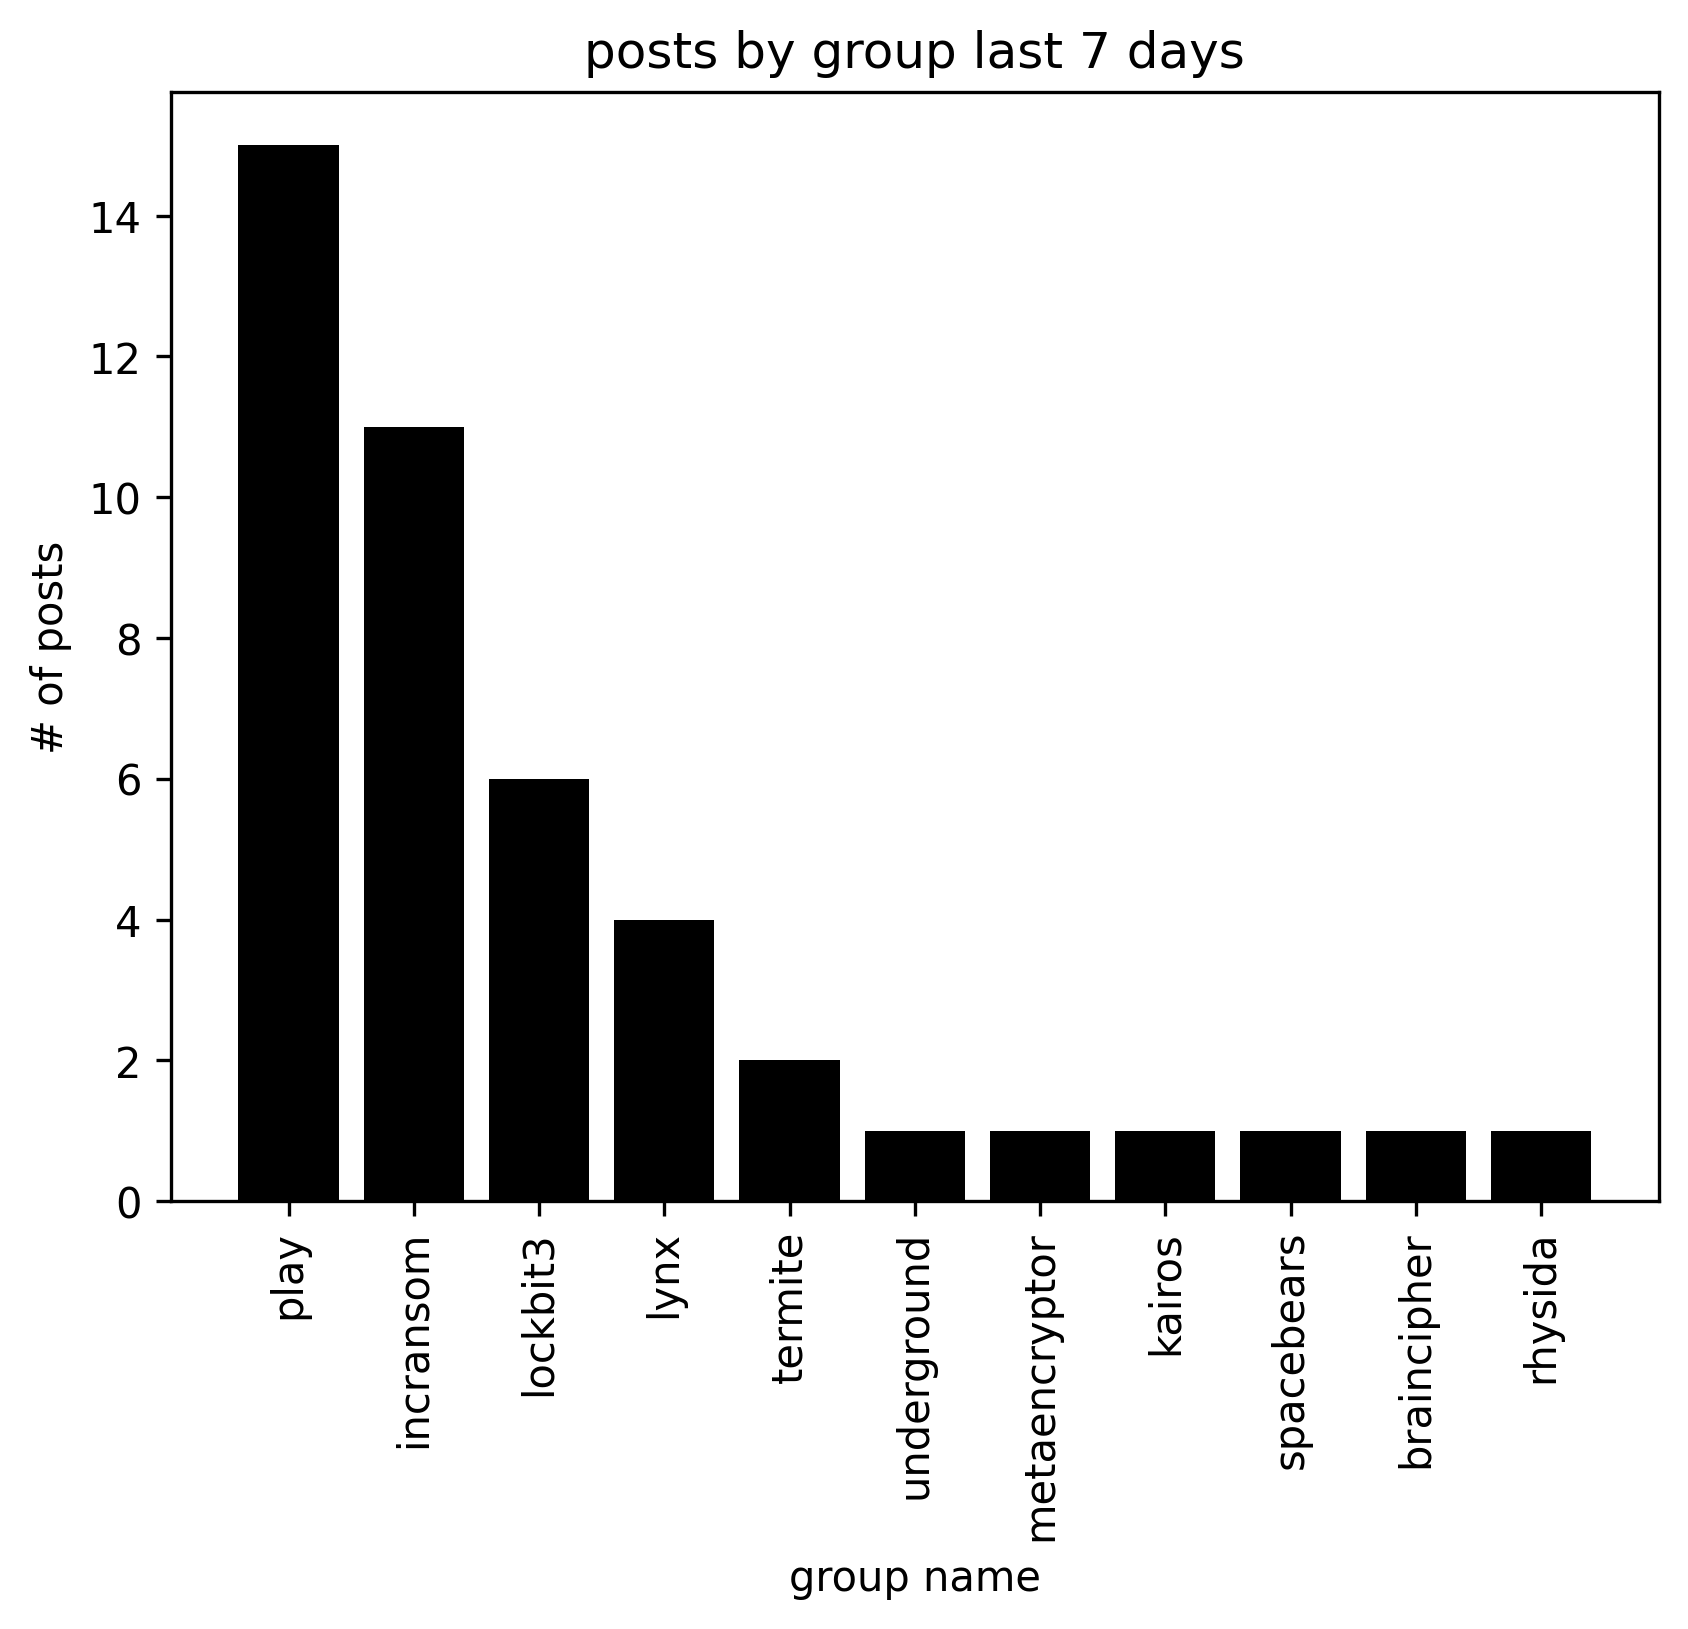 posts by group last 7 days
14
12
10
8
6
4
2
0
# of posts
play
incransom
lockbit3
lynx
termite
underground
metaencryptor
kairos
spacebears
braincipher
rhysida
group name